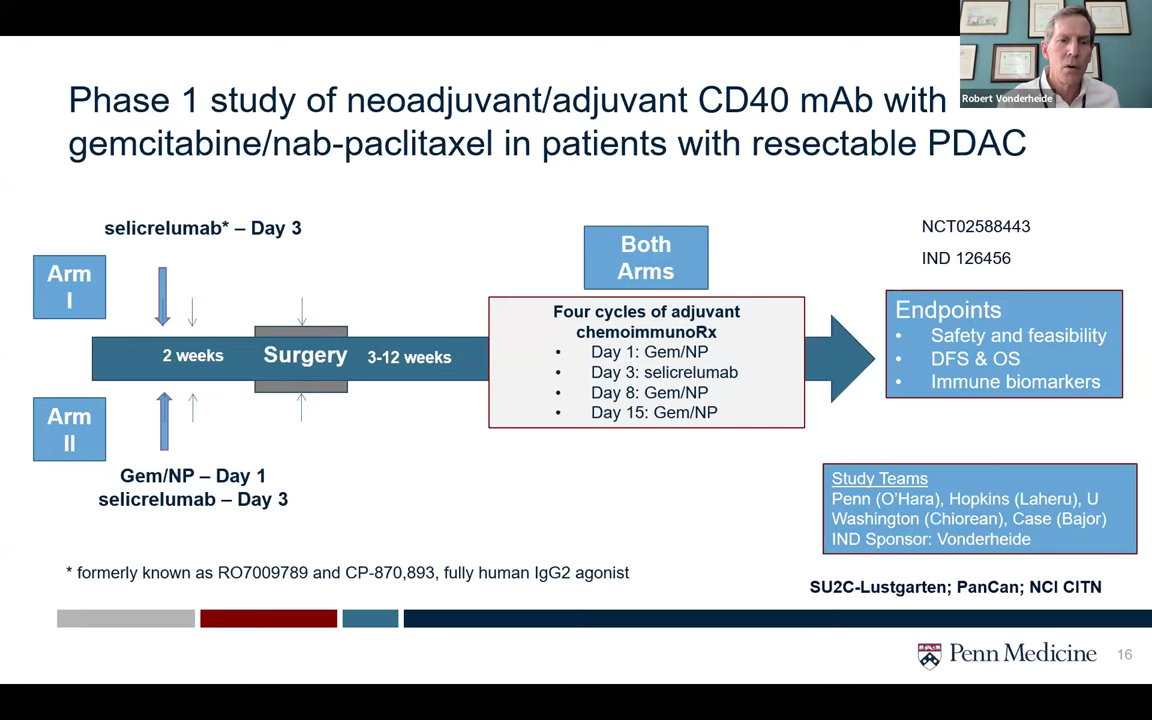 Robert Vonderheide
Phase 1 study of neoadjuvant/adjuvant CD40 mAb with
gemcitabine/nab-paclitaxel in patients with resectable PDAC
selicrelumab* – Day 3
Arm
I
2 weeks
Surgery
3-12 weeks
Arm
II
Gem/NP – Day 1
selicrelumab – Day 3
Both
Arms
Four cycles of adjuvant
chemoimmunoRx
• Day 1: Gem/NP
• Day 3: selicrelumab
• Day 8: Gem/NP
• Day 15: Gem/NP
NCT02588443
IND 126456
Endpoints
• Safety and feasibility
• DFS & OS
• Immune biomarkers
Study Teams
Penn (O'Hara), Hopkins (Laheru), U
Washington (Chiorean), Case (Bajor)
IND Sponsor: Vonderheide
* formerly known as RO7009789 and CP-870,893, fully human IgG2 agonist
SU2C-Lustgarten; PanCan; NCI CITN
Penn Medicine
16